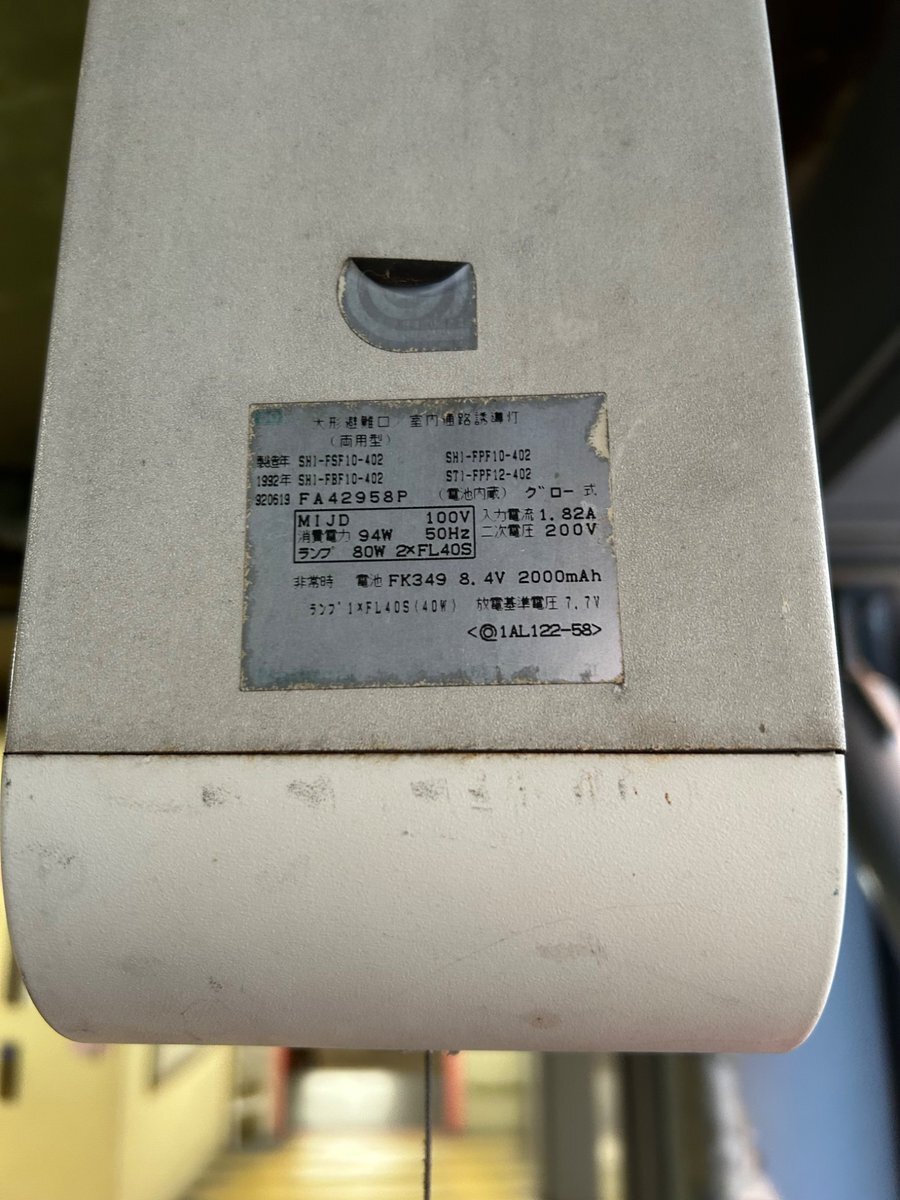 大形避難口/室内通路誘導灯
(両用型)
製造年 SH1-FSF10-402 SH1-FPF10-402
1992年 SH1-FBF10-402 ST1-FPF12-402
920619 FA42958P (電池内蔵) グロー式
MIJD 100V 入力電流 1.82A
消費電力 94W 50Hz 二次電圧 200V
ランプ 80W 2×FL40S
非常時 電池 FK349 8.4V 2000mAh
ランプ 1×FL40S(40W) 放電基準電圧 7.7V
<◎1AL122-58>